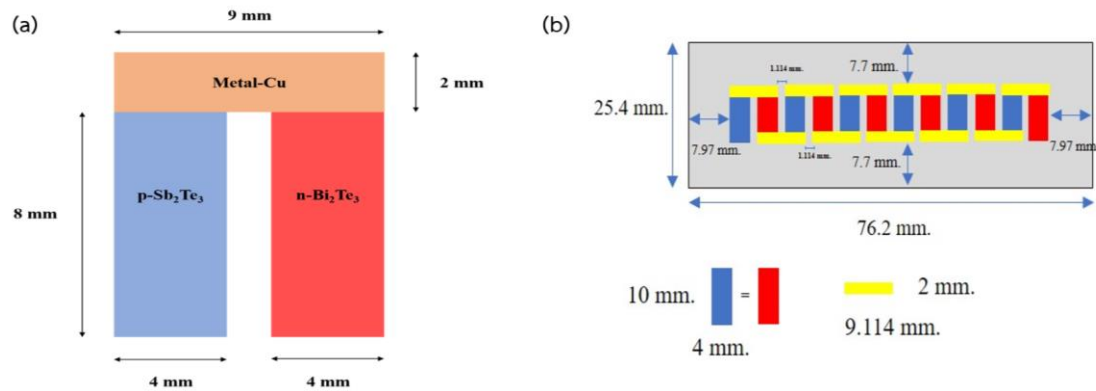 (a)
9 mm
Metal-Cu
2 mm
p-Sb₂Te₃
n-Bi₂Te₃
8 mm
4 mm
4 mm
(b)
1.114 mm.
7.7 mm.
25.4 mm.
7.97 mm.
1.114 mm.
7.7 mm.
7.97 mm
76.2 mm.
10 mm.
=
2 mm.
9.114 mm.
4 mm.